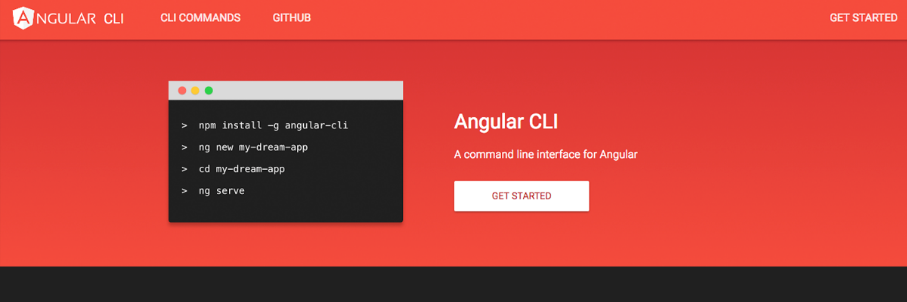 ANGULAR CLI CLI COMMANDS GITHUB GET STARTED
> npm install -g angular-cli
> ng new my-dream-app
> cd my-dream-app
> ng serve
Angular CLI
A command line interface for Angular
GET STARTED